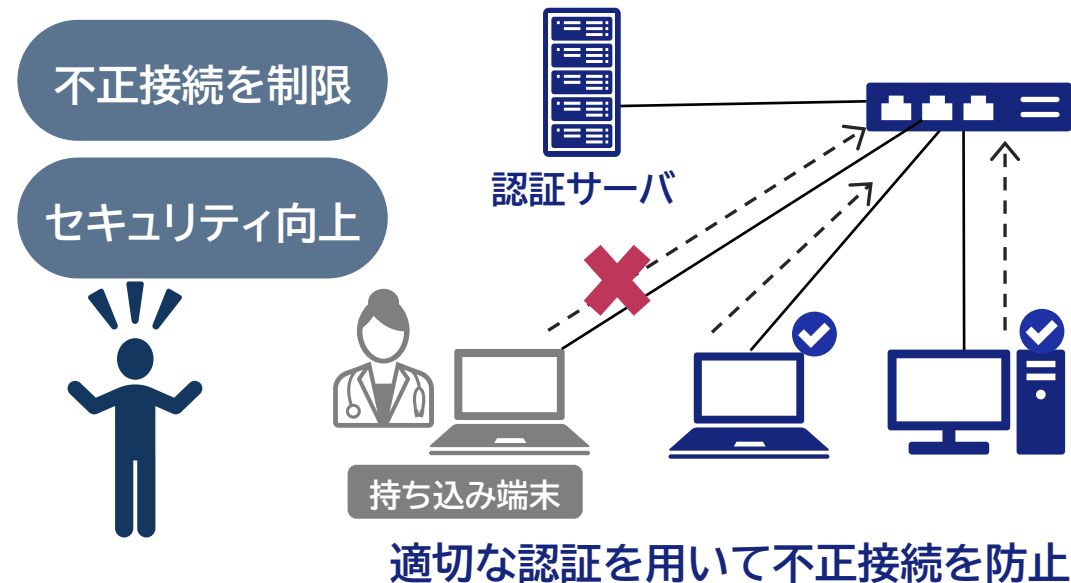 不正接続を制限
セキュリティ向上
認証サーバ
持ち込み端末
適切な認証を用いて不正接続を防止